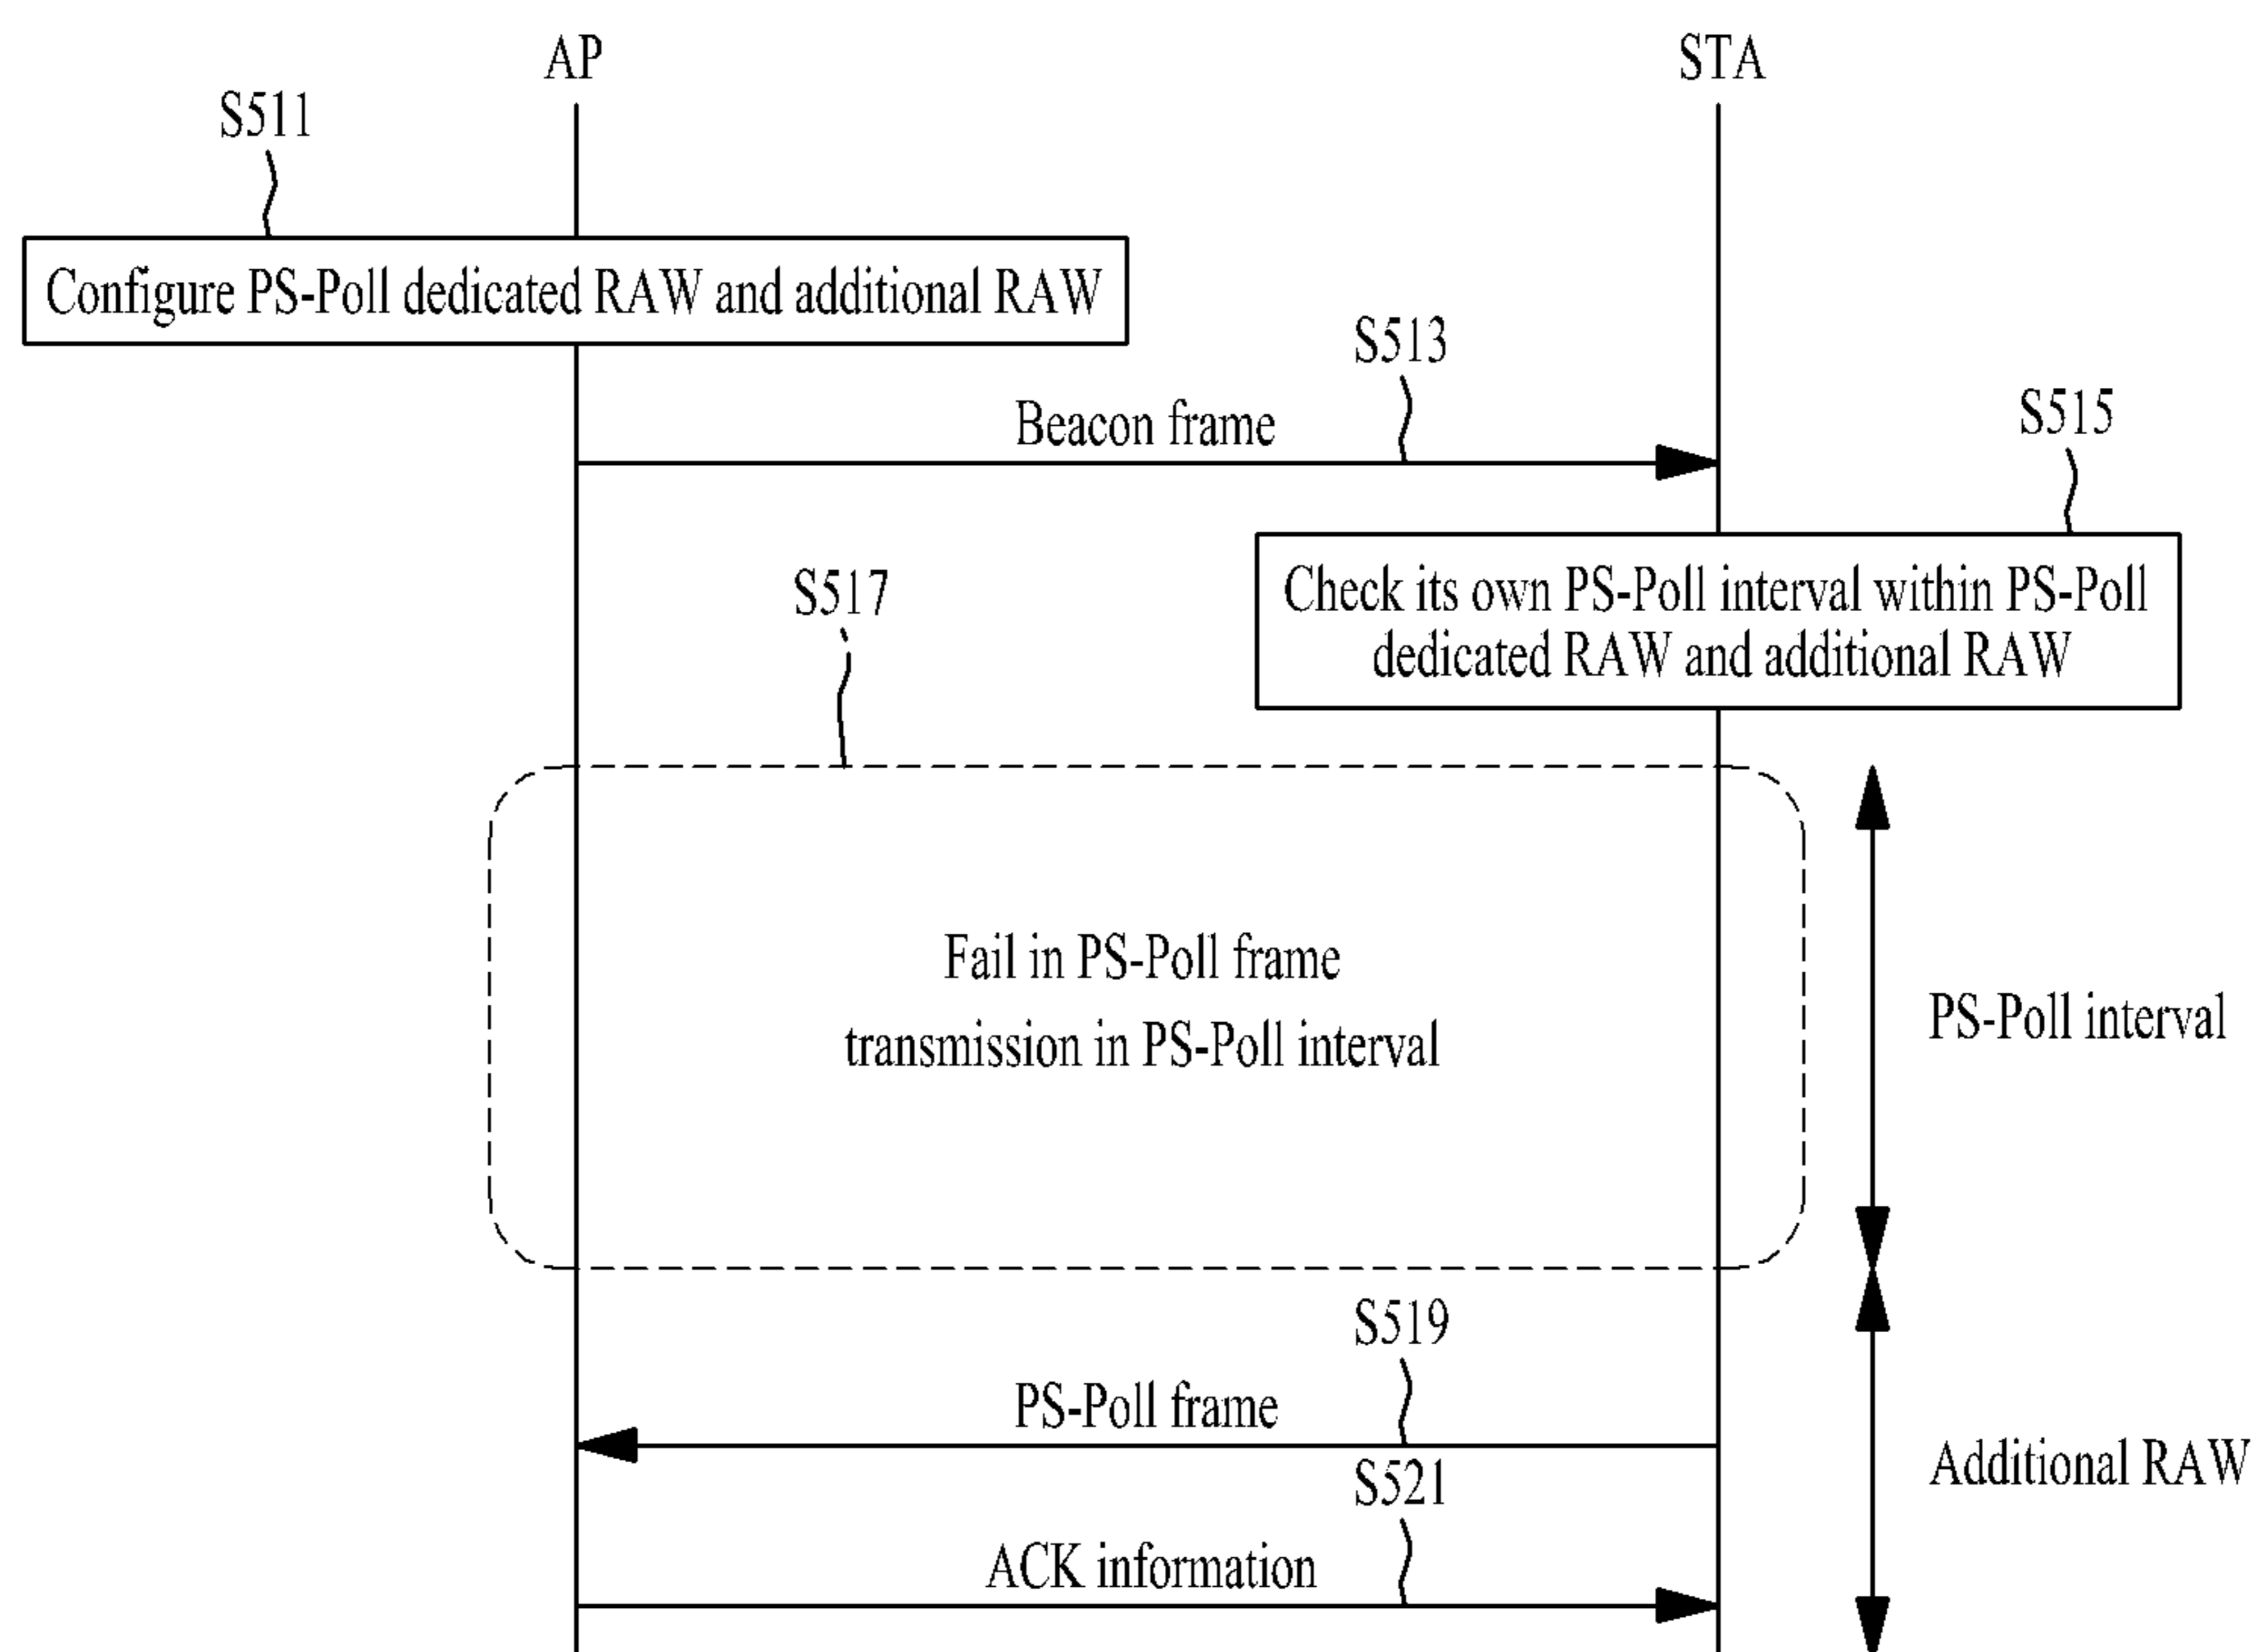 AP
STA
S511
Configure PS-Poll dedicated RAW and additional RAW
S513
Beacon frame
S515
Check its own PS-Poll interval within PS-Poll
dedicated RAW and additional RAW
S517
Fail in PS-Poll frame
transmission in PS-Poll interval
PS-Poll interval
S519
PS-Poll frame
S521
ACK information
Additional RAW